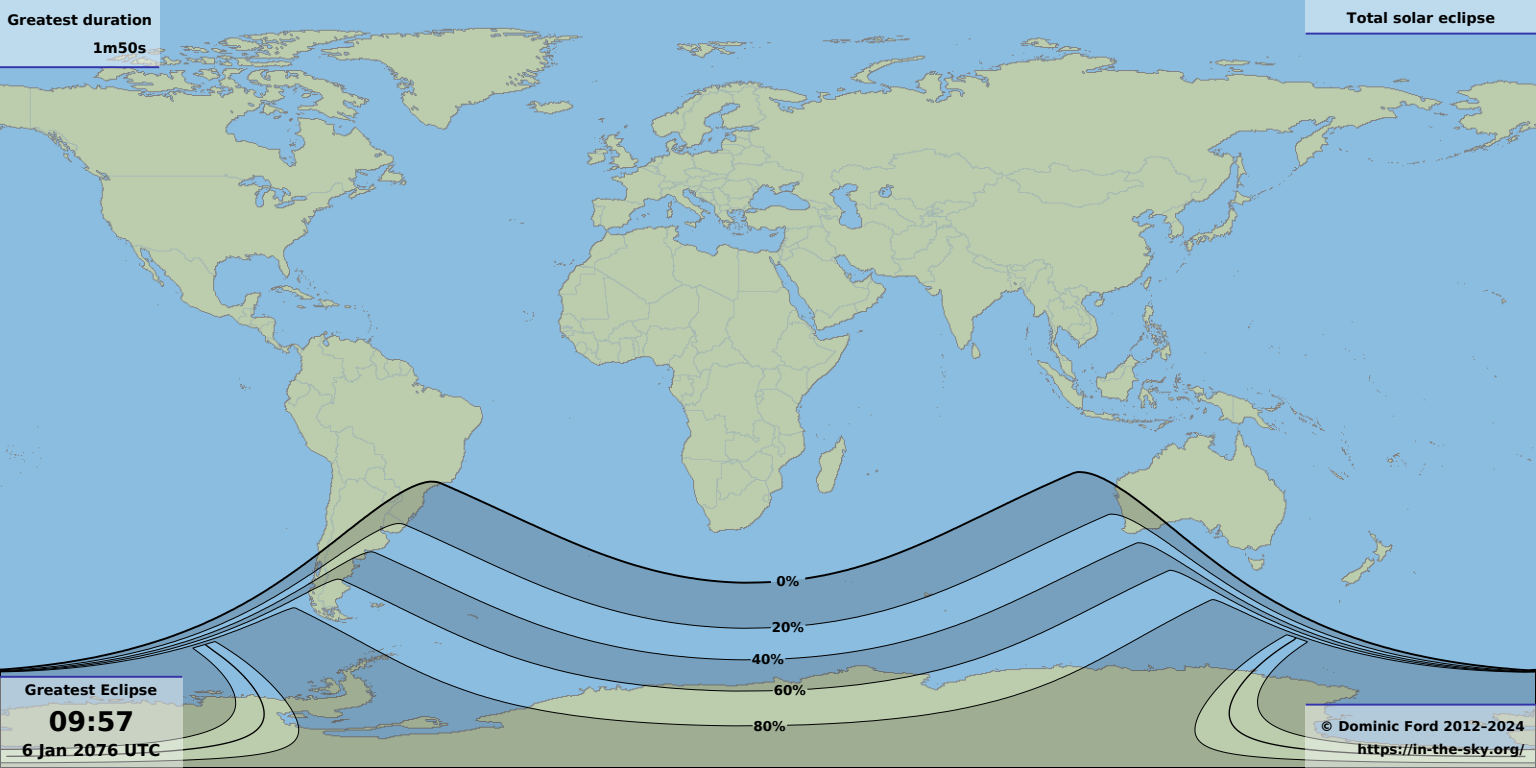 Greatest duration
1m50s
Total solar eclipse
0%
20%
40%
60%
80%
Greatest Eclipse
09:57
6 Jan 2076 UTC
© Dominic Ford 2012–2024
https://in-the-sky.org/